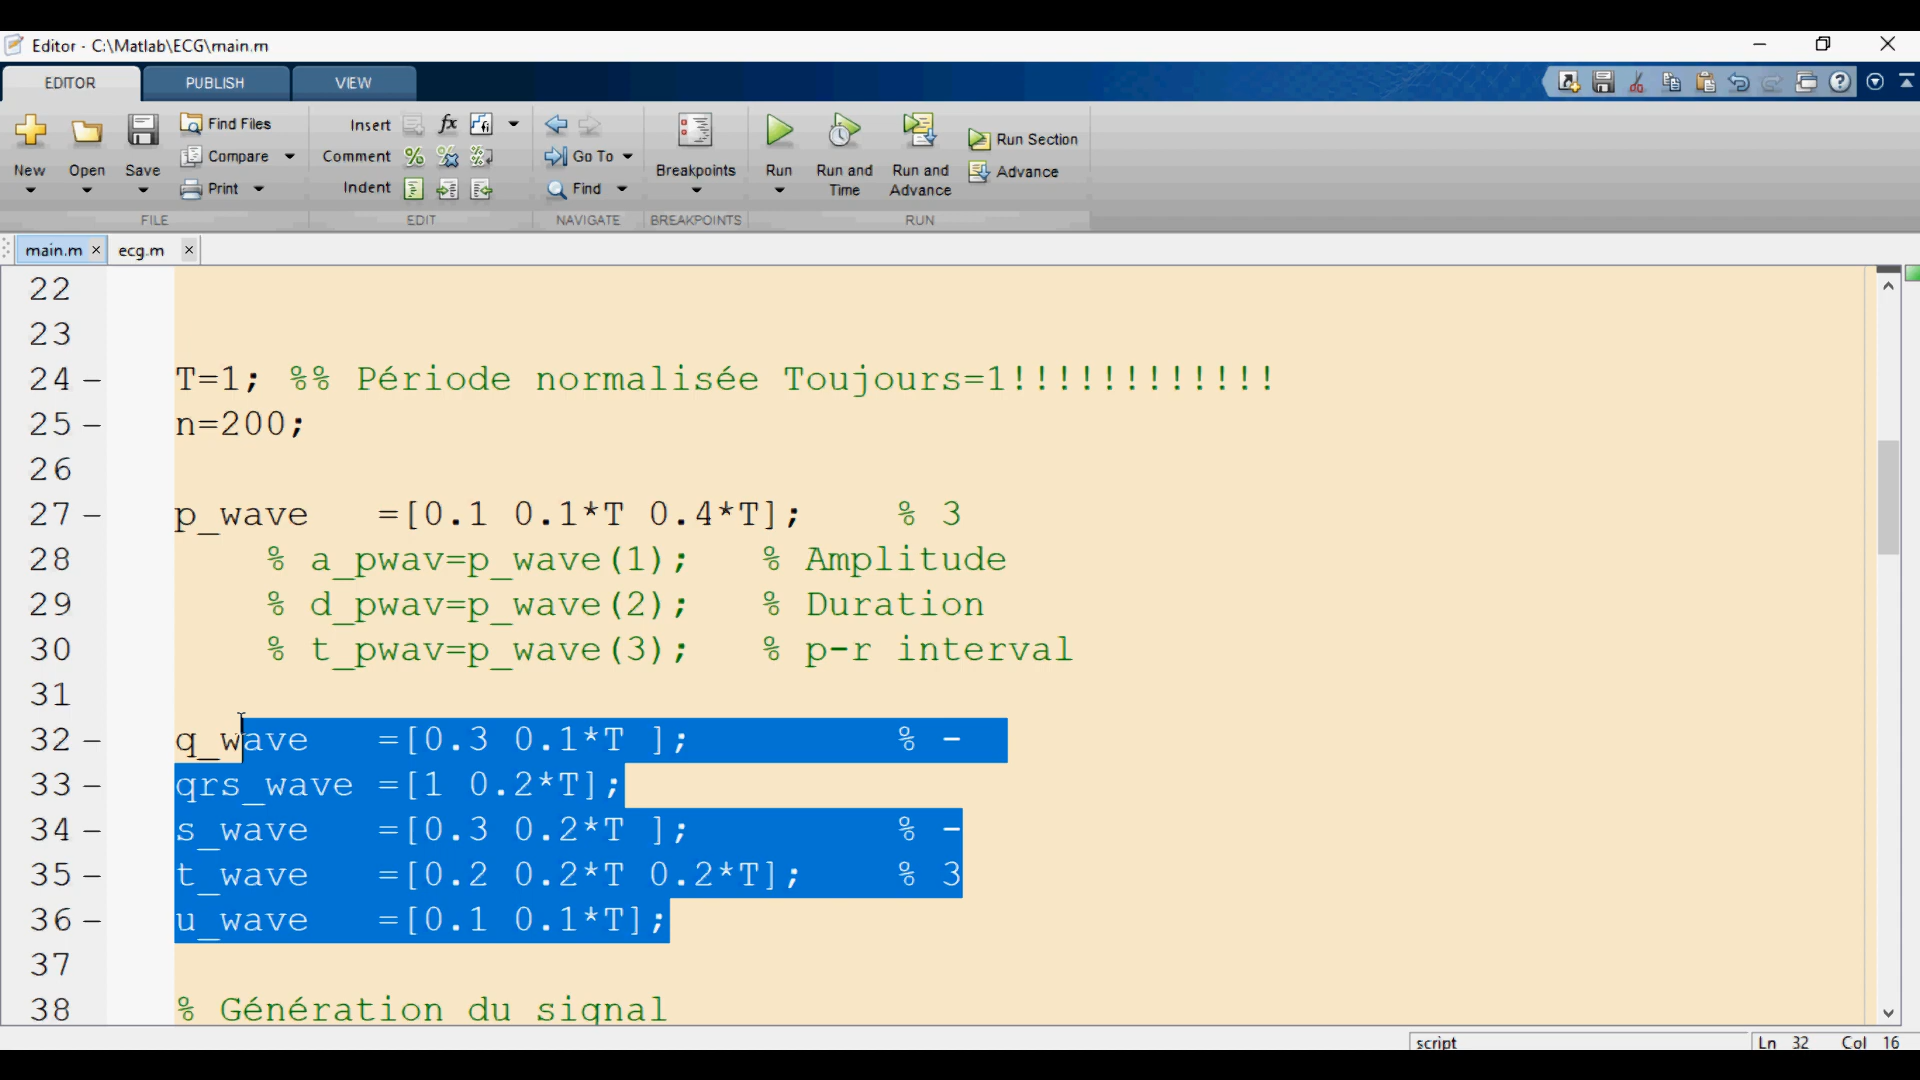 Editor - C:\Matlab\ECG\main.m
EDITOR PUBLISH VIEW
New Open Save Find Files Compare Print
FILE
Insert fx
Comment
Indent
EDIT
Go To
Find
NAVIGATE
Breakpoints
BREAKPOINTS
Run Run and Time Run and Advance Run Section Advance
RUN
main.m ecg.m
22
23
24 – T=1; %% Période normalisée Toujours=1!!!!!!!!!!!!
25 – n=200;
26
27 – p_wave =[0.1 0.1*T 0.4*T]; % 3
28 % a_pwav=p_wave(1); % Amplitude
29 % d_pwav=p_wave(2); % Duration
30 % t_pwav=p_wave(3); % p-r interval
31
32 – q_wave =[0.3 0.1*T ]; % -
33 – qrs_wave =[1 0.2*T];
34 – s_wave =[0.3 0.2*T ]; % -
35 – t_wave =[0.2 0.2*T 0.2*T]; % 3
36 – u_wave =[0.1 0.1*T];
37
38 % Génération du signal
script Ln 32 Col 16